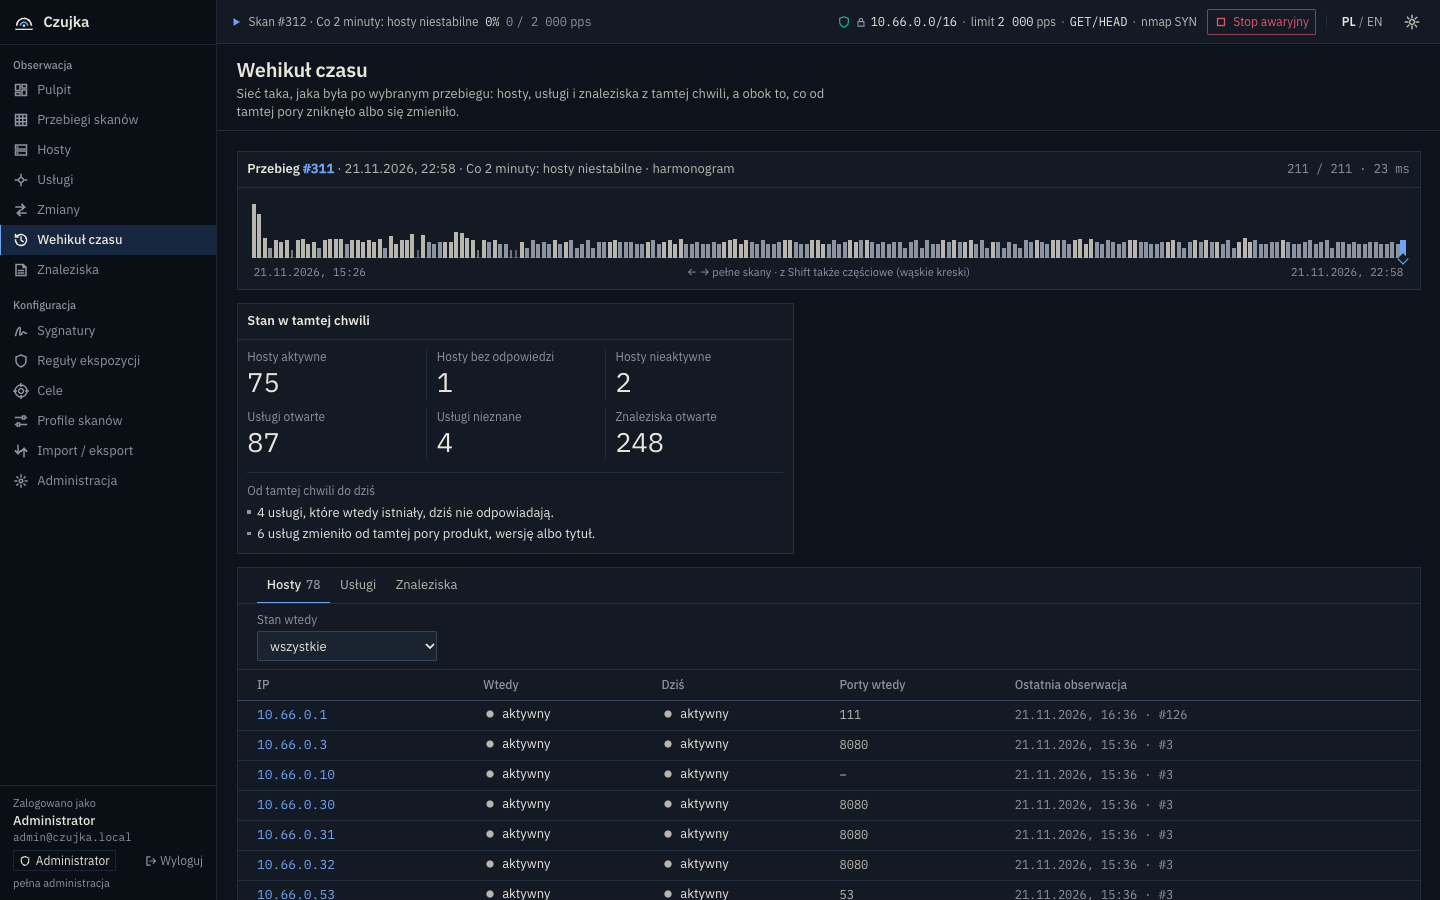 Czujka
Skan #312 · Co 2 minuty: hosty niestabilne 0% 0 / 2 000 pps
10.66.0.0/16 · limit 2 000 pps · GET/HEAD · nmap SYN
Stop awaryjny
PL / EN
Obserwacja
Pulpit
Przebiegi skanów
Hosty
Usługi
Zmiany
Wehikuł czasu
Znaleziska
Konfiguracja
Sygnatury
Reguły ekspozycji
Cele
Profile skanów
Import / eksport
Administracja
Zalogowano jako
Administrator
admin@czujka.local
Administrator
Wyloguj
pełna administracja
Wehikuł czasu
Sieć taka, jaka była po wybranym przebiegu: hosty, usługi i znaleziska z tamtej chwili, a obok to, co od
tamtej pory zniknęło albo się zmieniło.
Przebieg #311 · 21.11.2026, 22:58 · Co 2 minuty: hosty niestabilne · harmonogram
211 / 211 · 23 ms
21.11.2026, 15:26
← → pełne skany · z Shift także częściowe (wąskie kreski)
21.11.2026, 22:58
Stan w tamtej chwili
Hosty aktywne Hosty bez odpowiedzi Hosty nieaktywne
75 1 2
Usługi otwarte Usługi nieznane Znaleziska otwarte
87 4 248
Od tamtej chwili do dziś
4 usługi, które wtedy istniały, dziś nie odpowiadają.
6 usług zmieniło od tamtej pory produkt, wersję albo tytuł.
Hosty 78 Usługi Znaleziska
Stan wtedy
wszystkie
IP Wtedy Dziś Porty wtedy Ostatnia obserwacja
10.66.0.1 aktywny aktywny 111 21.11.2026, 16:36 · #126
10.66.0.3 aktywny aktywny 8080 21.11.2026, 15:36 · #3
10.66.0.10 aktywny aktywny – 21.11.2026, 15:36 · #3
10.66.0.30 aktywny aktywny 8080 21.11.2026, 15:36 · #3
10.66.0.31 aktywny aktywny 8080 21.11.2026, 15:36 · #3
10.66.0.32 aktywny aktywny 8080 21.11.2026, 15:36 · #3
10.66.0.53 aktywny aktywny 53 21.11.2026, 15:36 · #3